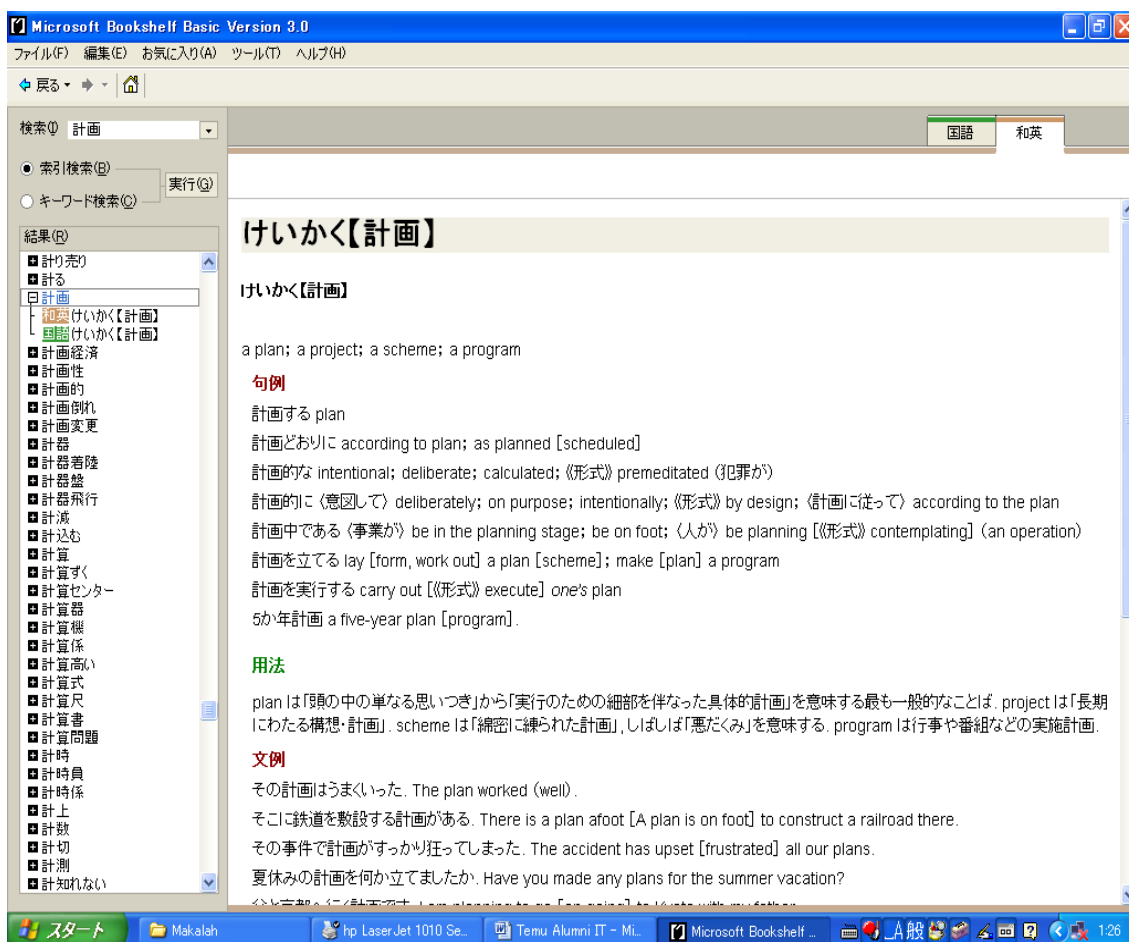 Microsoft Bookshelf Basic Version 3.0
ファイル(F) 編集(E) お気に入り(A) ツール(T) ヘルプ(H)
戻る
検索(I) 計画
国語 和英
索引検索(B)
実行(G)
キーワード検索(C)
結果(R)
計り売り
計る
計画
和英けいかく【計画】
国語けいかく【計画】
計画経済
計画性
計画的
計画倒れ
計画変更
計器
計器着陸
計器盤
計器飛行
計減
計込む
計算
計算ずく
計算センター
計算器
計算機
計算係
計算高い
計算式
計算尺
計算書
計算問題
計時
計時員
計時係
計上
計数
計切
計測
計知れない
けいかく【計画】
けいかく【計画】
a plan; a project; a scheme; a program
句例
計画する plan
計画どおりに according to plan; as planned [scheduled]
計画的な intentional; deliberate; calculated; 《形式》 premeditated (犯罪が)
計画的に 〈意図して〉 deliberately; on purpose; intentionally; 《形式》 by design; 〈計画に従って〉 according to the plan
計画中である 〈事業が〉 be in the planning stage; be on foot; 〈人が〉 be planning [《形式》 contemplating] (an operation)
計画を立てる lay [form, work out] a plan [scheme]; make [plan] a program
計画を実行する carry out [《形式》 execute] one's plan
5か年計画 a five-year plan [program].
用法
plan は「頭の中の単なる思いつき」から「実行のための細部を伴なった具体的計画」を意味する最も一般的なことば. project は「長期
にわたる構想・計画」. scheme は「綿密に練られた計画」, しばしば「悪だくみ」を意味する. program は行事や番組などの実施計画.
文例
その計画はうまくいった. The plan worked (well).
そこに鉄道を敷設する計画がある. There is a plan afoot [A plan is on foot] to construct a railroad there.
その事件で計画がすっかり狂ってしまった. The accident has upset [frustrated] all our plans.
夏休みの計画を何か立てましたか. Have you made any plans for the summer vacation?
父と京都へ行く計画です. I am planning to go [on going] to Kyoto with my father.
スタート Makalah hp LaserJet 1010 Se... Temu Alumni IT - Mi... Microsoft Bookshelf ... A 般 1:26